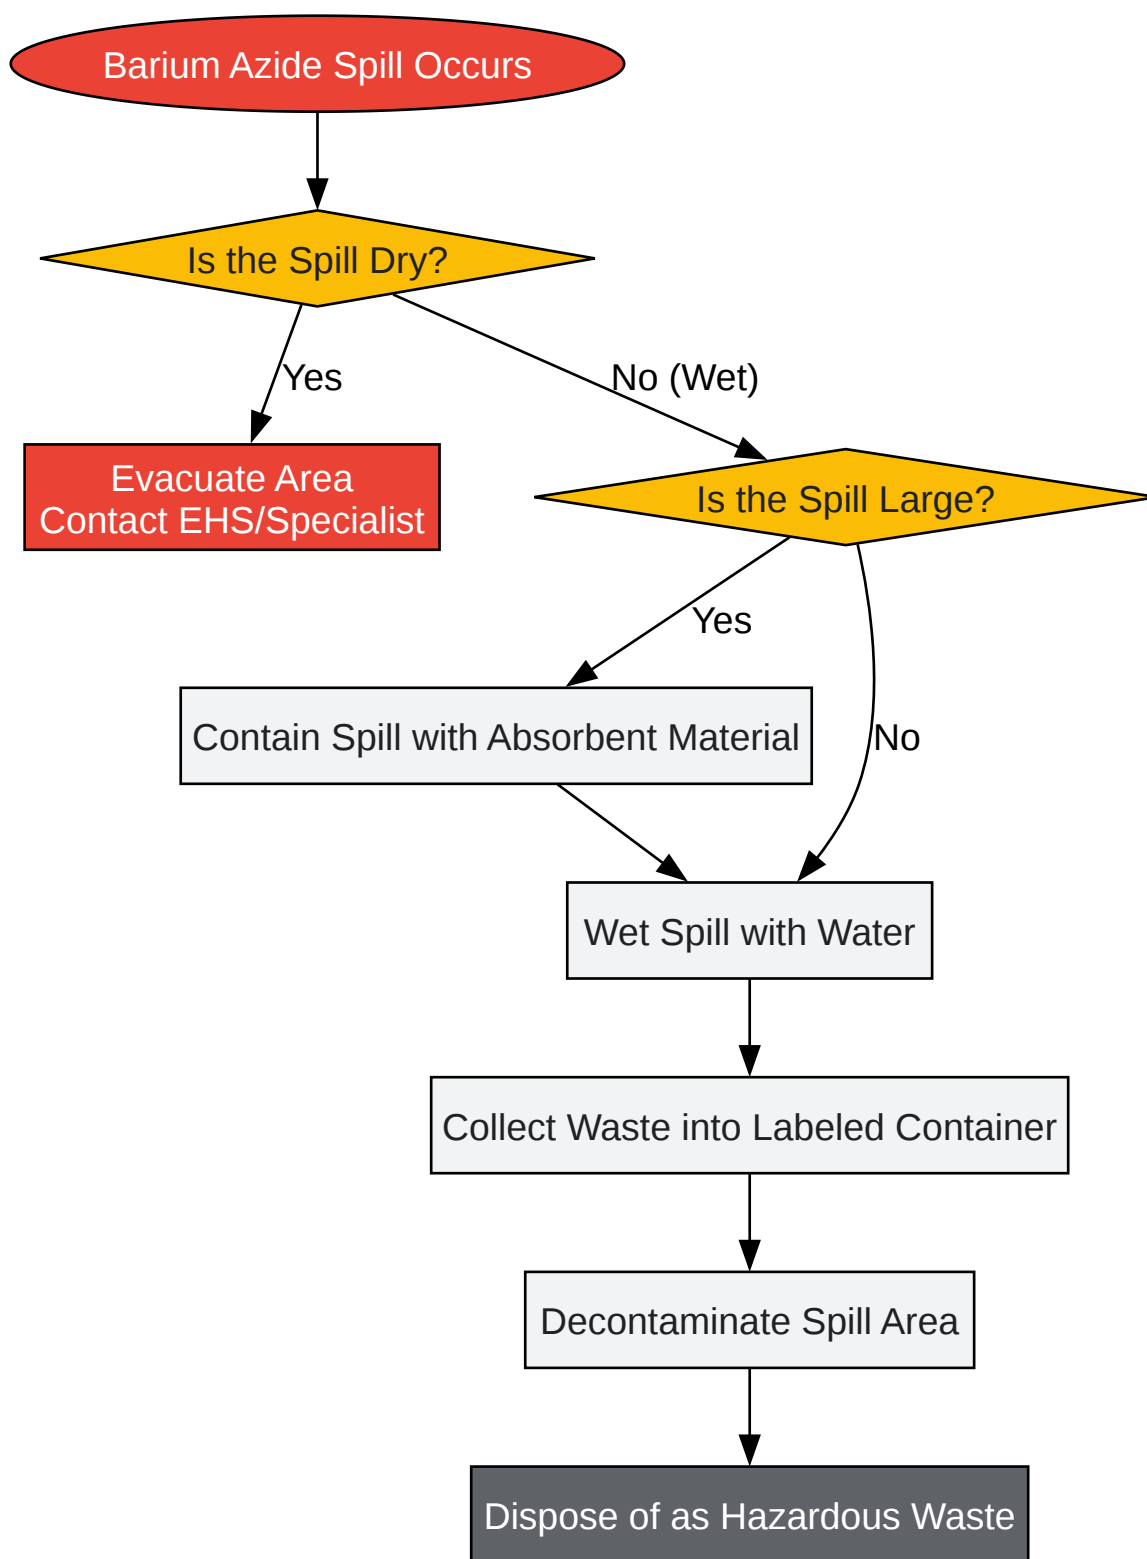 Barium Azide Spill Occurs
Is the Spill Dry?
Yes
No (Wet)
Evacuate Area
Contact EHS/Specialist
Is the Spill Large?
Yes
Contain Spill with Absorbent Material
No
Wet Spill with Water
Collect Waste into Labeled Container
Decontaminate Spill Area
Dispose of as Hazardous Waste